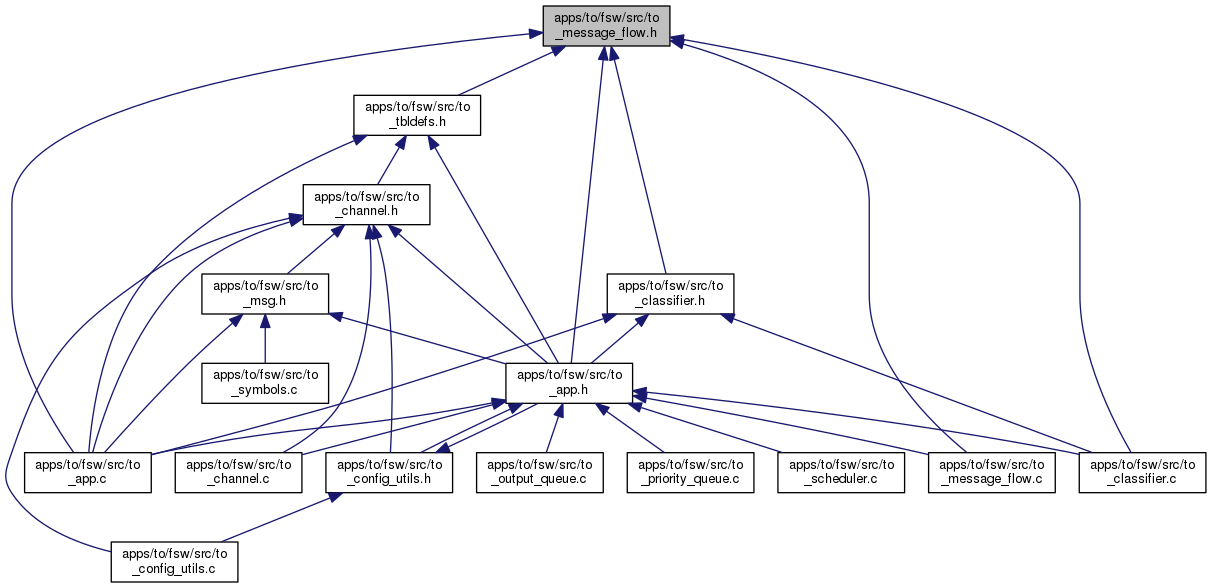 apps/to/fsw/src/to
_message_flow.h
apps/to/fsw/src/to
_tbldefs.h
apps/to/fsw/src/to
_channel.h
apps/to/fsw/src/to
_msg.h
apps/to/fsw/src/to
_classifier.h
apps/to/fsw/src/to
_symbols.c
apps/to/fsw/src/to
_app.h
apps/to/fsw/src/to
_app.c
apps/to/fsw/src/to
_channel.c
apps/to/fsw/src/to
_config_utils.h
apps/to/fsw/src/to
_output_queue.c
apps/to/fsw/src/to
_priority_queue.c
apps/to/fsw/src/to
_scheduler.c
apps/to/fsw/src/to
_message_flow.c
apps/to/fsw/src/to
_classifier.c
apps/to/fsw/src/to
_config_utils.c